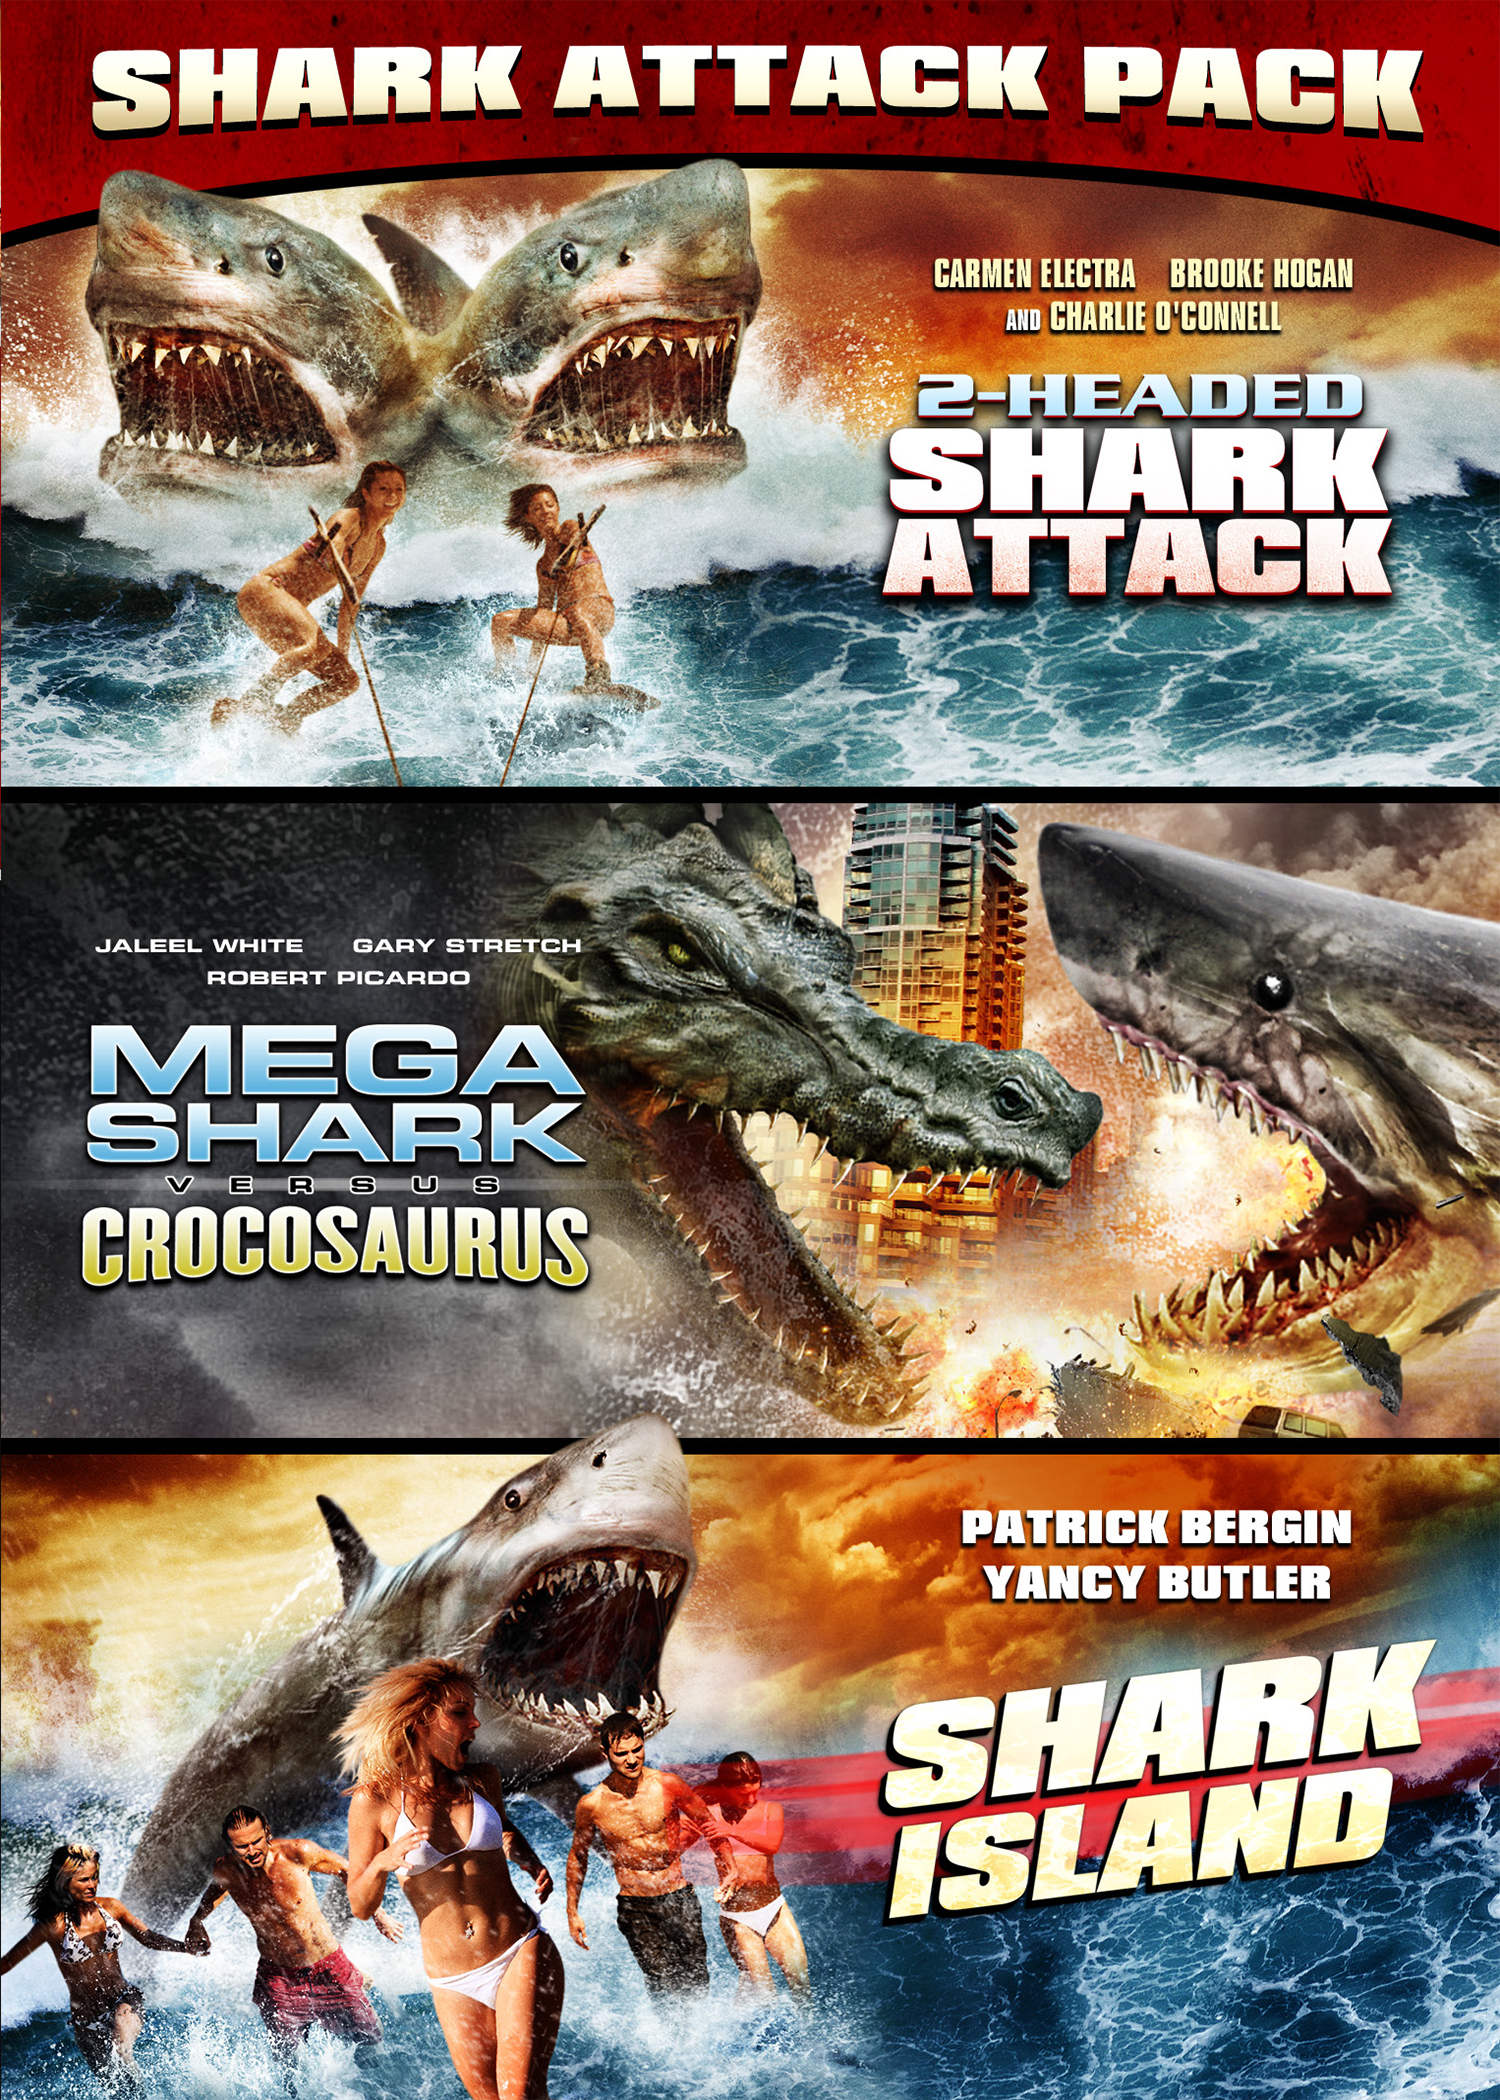 SHARK ATTACK PACK
CARMEN ELECTRA BROOKE HOGAN
AND CHARLIE O'CONNELL
2-HEADED
SHARK
ATTACK
JALEEL WHITE GARY STRETCH
ROBERT PICARDO
MEGA
SHARK
VERSUS
CROCOSAURUS
PATRICK BERGIN
YANCY BUTLER
SHARK
ISLAND